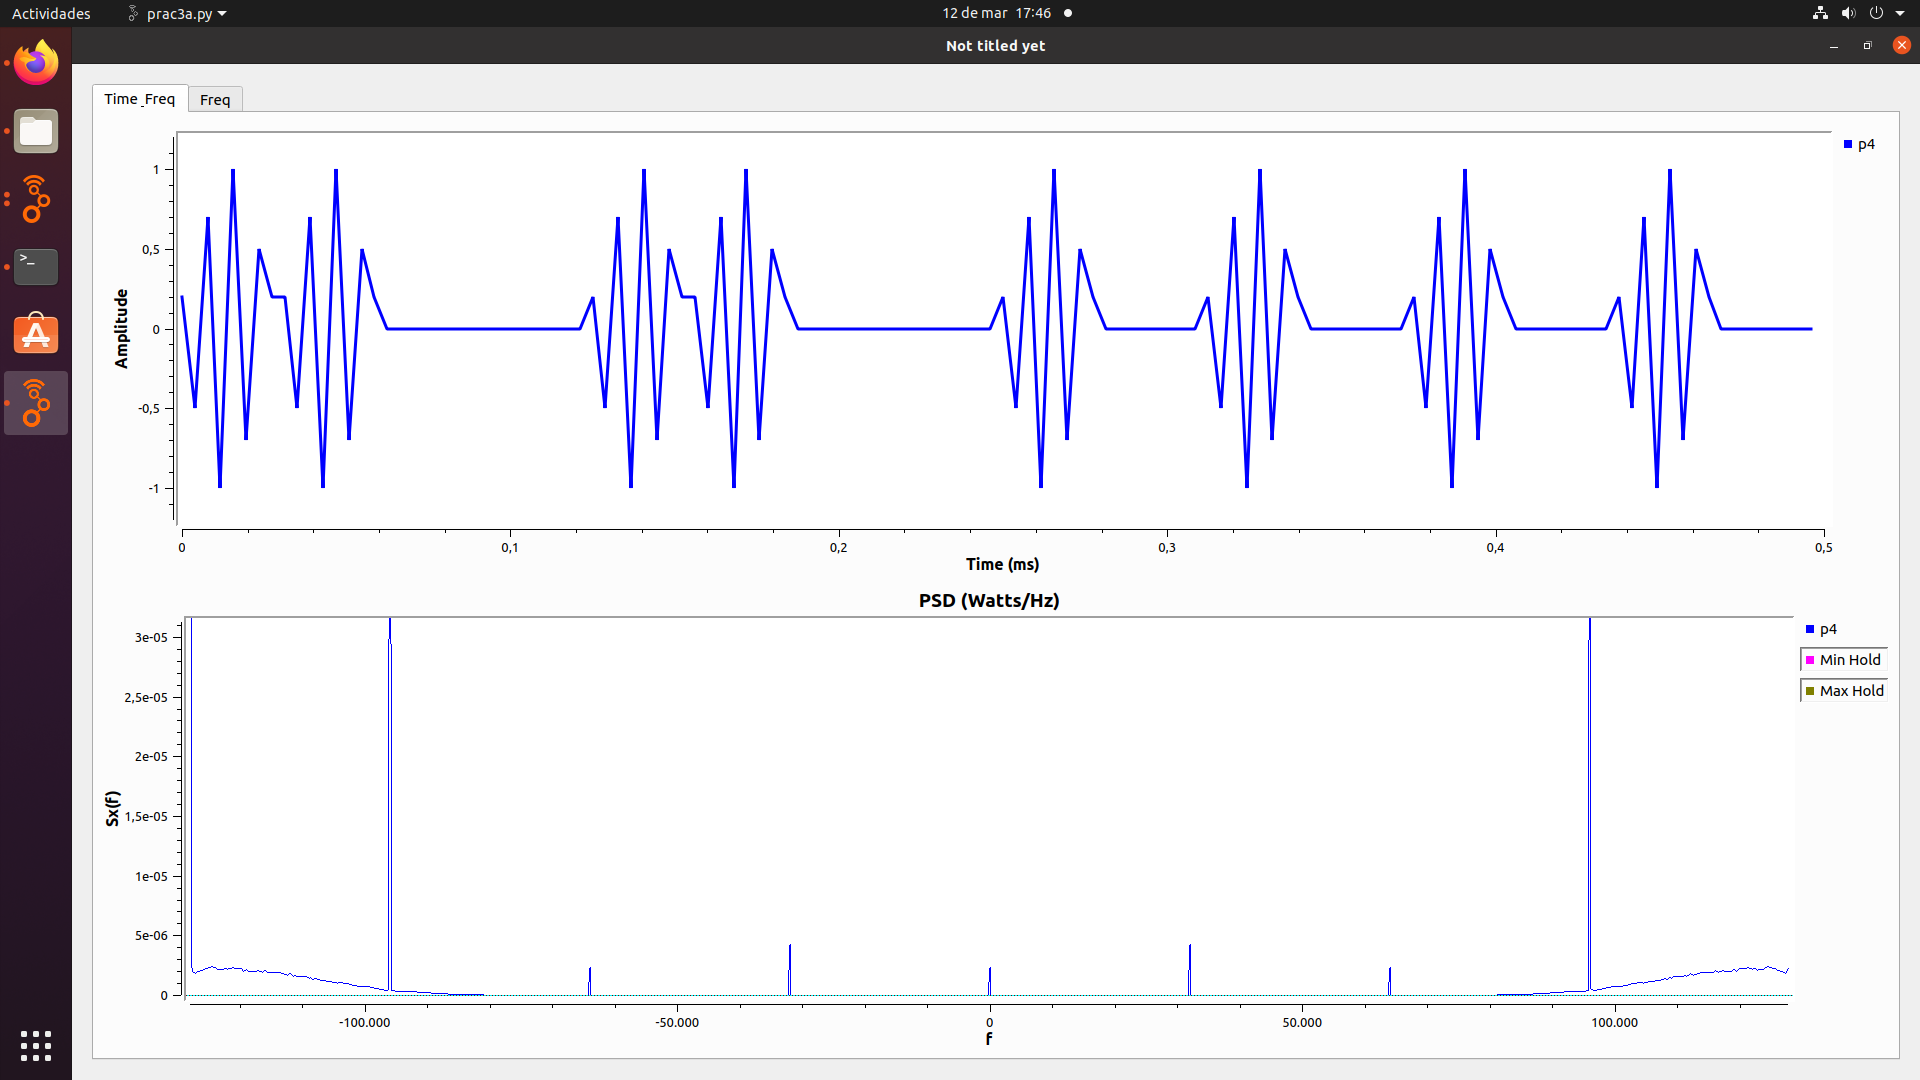 Actividades prac3a.py 12 de mar 17:46
Not titled yet
Time_Freq Freq
p4
1
0,5
0
-0,5
-1
Amplitude
0 0,1 0,2 0,3 0,4 0,5
Time (ms)
PSD (Watts/Hz)
p4
Min Hold
Max Hold
3e-05
2,5e-05
2e-05
1,5e-05
1e-05
5e-06
0
Sx(f)
-100.000 -50.000 0 50.000 100.000
f